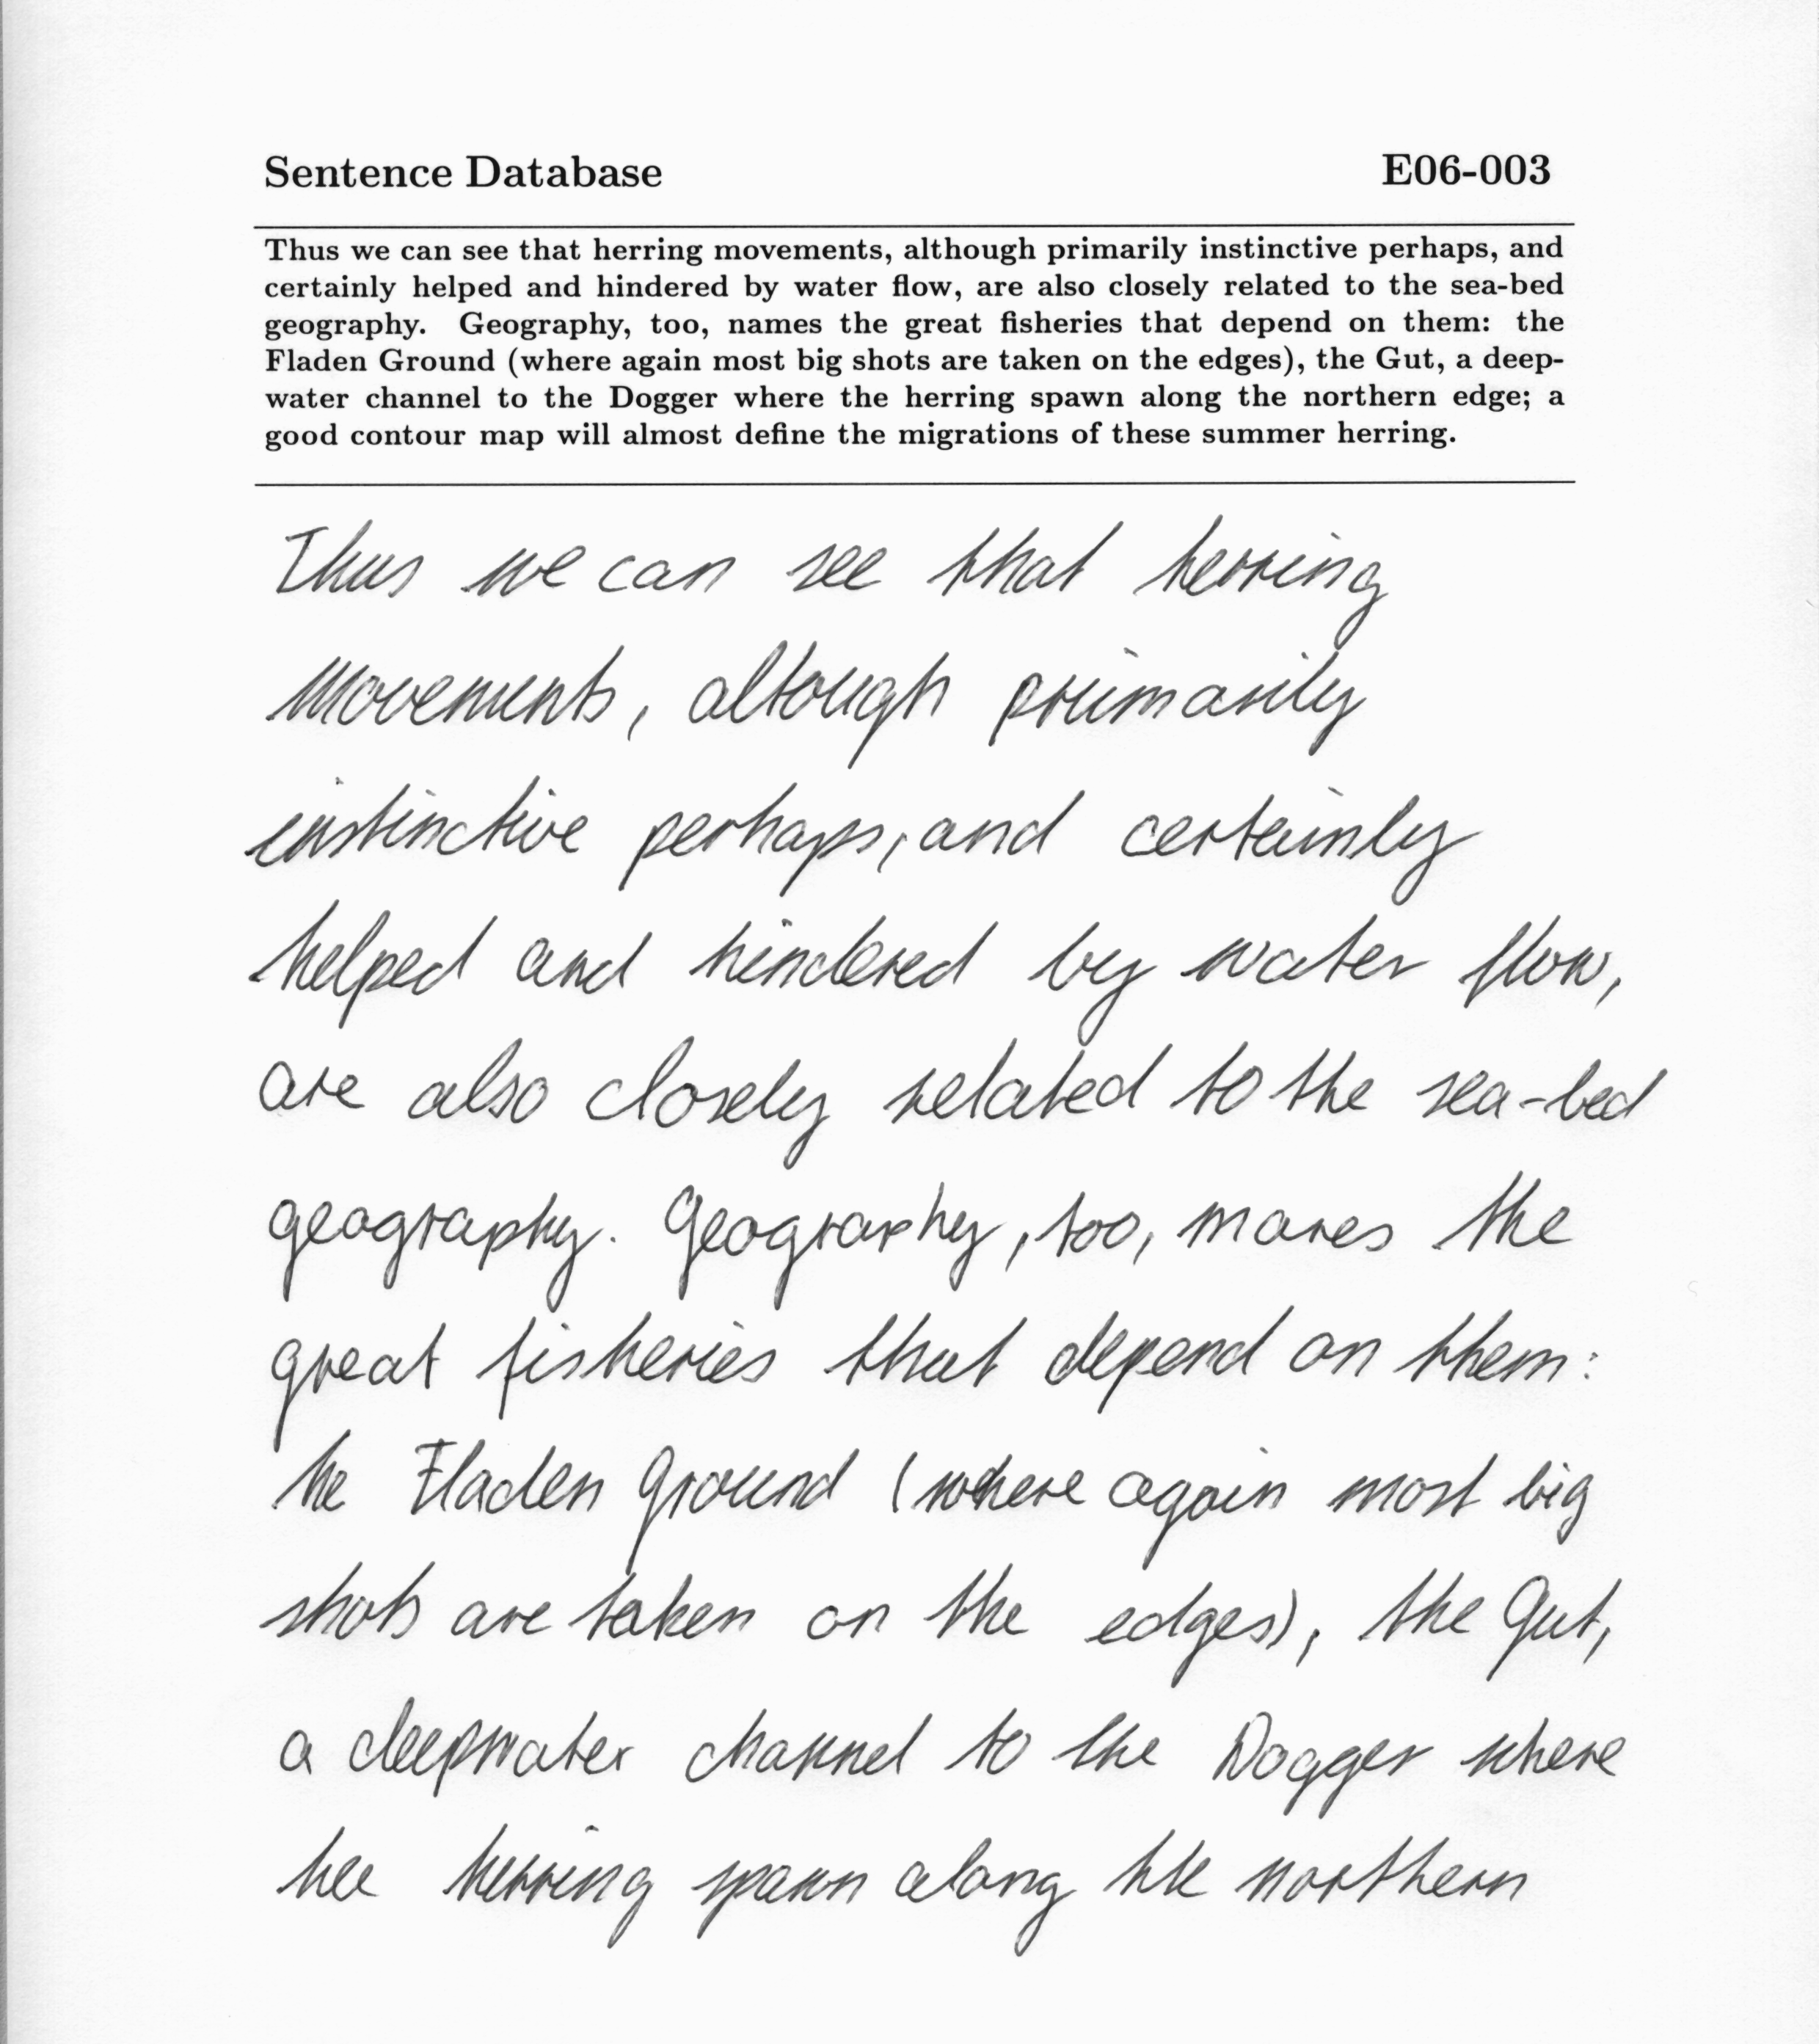 Sentence Database E06-003
Thus we can see that herring movements, although primarily instinctive perhaps, and
certainly helped and hindered by water flow, are also closely related to the sea-bed
geography. Geography, too, names the great fisheries that depend on them: the
Fladen Ground (where again most big shots are taken on the edges), the Gut, a deep-
water channel to the Dogger where the herring spawn along the northern edge; a
good contour map will almost define the migrations of these summer herring.
Thus we can see that herring
movements, altough primarily
instinctive perhaps, and certainly
helped and hindered by water flow,
are also closely related to the sea-bed
geography. Geography, too, mares the
great fisheries that depend on them:
the Fladen Ground (where again most big
shots are taken on the edges), the Gut,
a deepwater channel to the Dogger where
the herring spawn along the northern